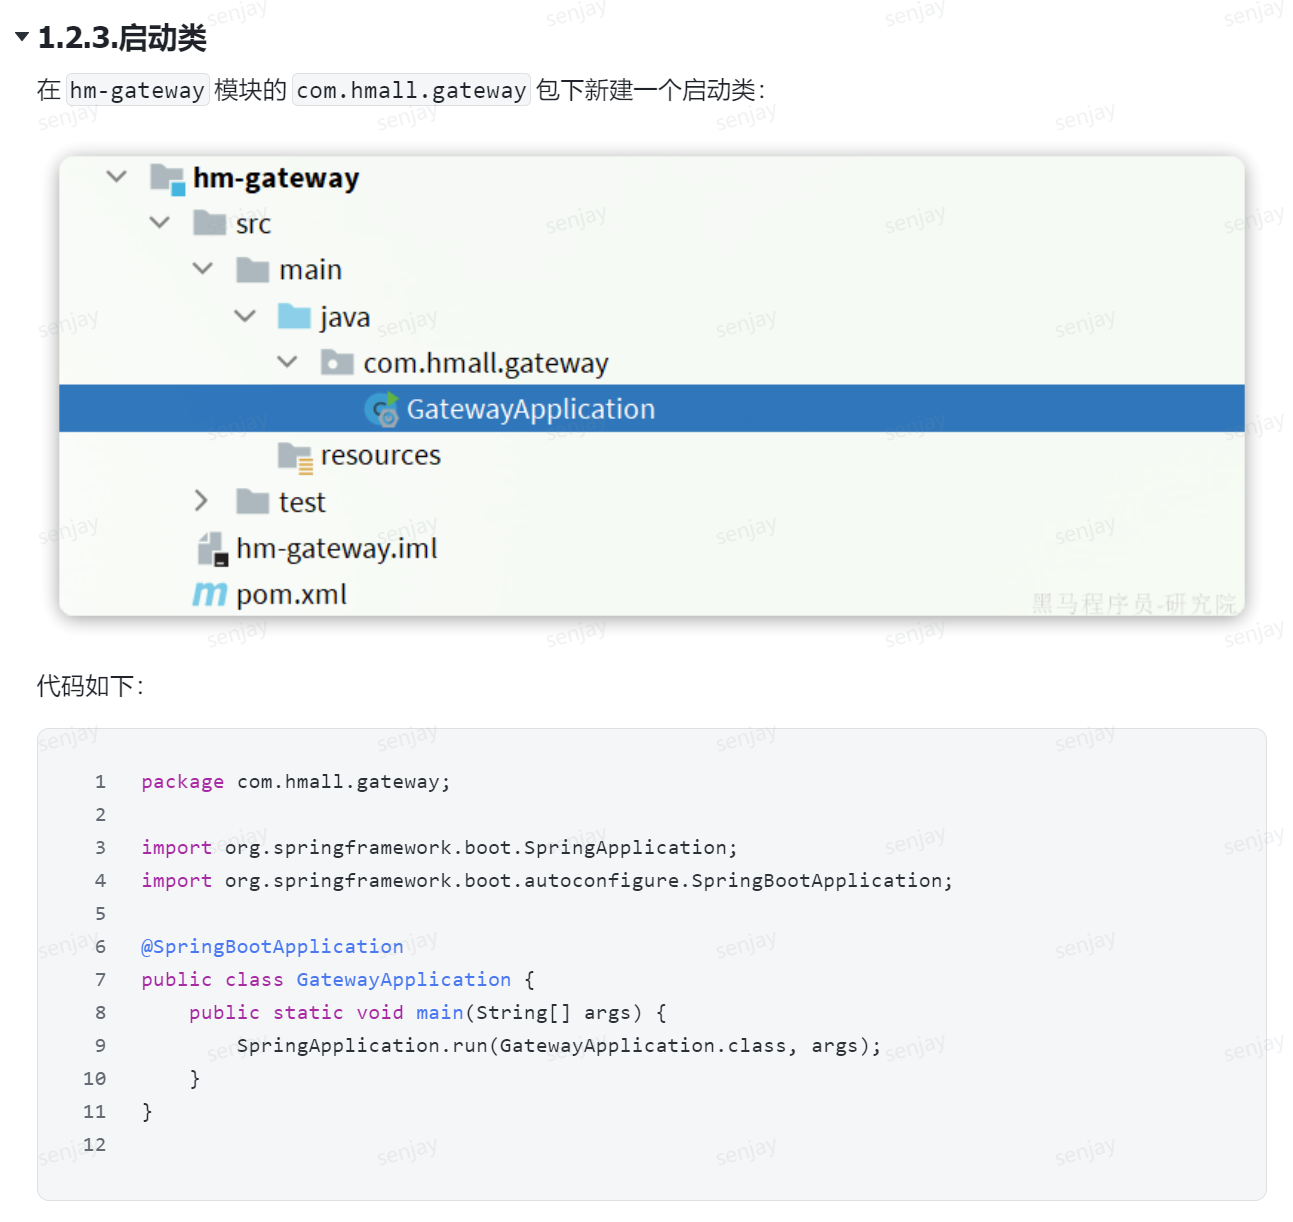 1.2.3.启动类
在 hm-gateway 模块的 com.hmall.gateway 包下新建一个启动类：
hm-gateway
src
main
java
com.hmall.gateway
GatewayApplication
resources
test
hm-gateway.iml
pom.xml
黑马程序员-研究院
代码如下：
1 package com.hmall.gateway;
2
3 import org.springframework.boot.SpringApplication;
4 import org.springframework.boot.autoconfigure.SpringBootApplication;
5
6 @SpringBootApplication
7 public class GatewayApplication {
8     public static void main(String[] args) {
9         SpringApplication.run(GatewayApplication.class, args);
10     }
11 }
12
senjay